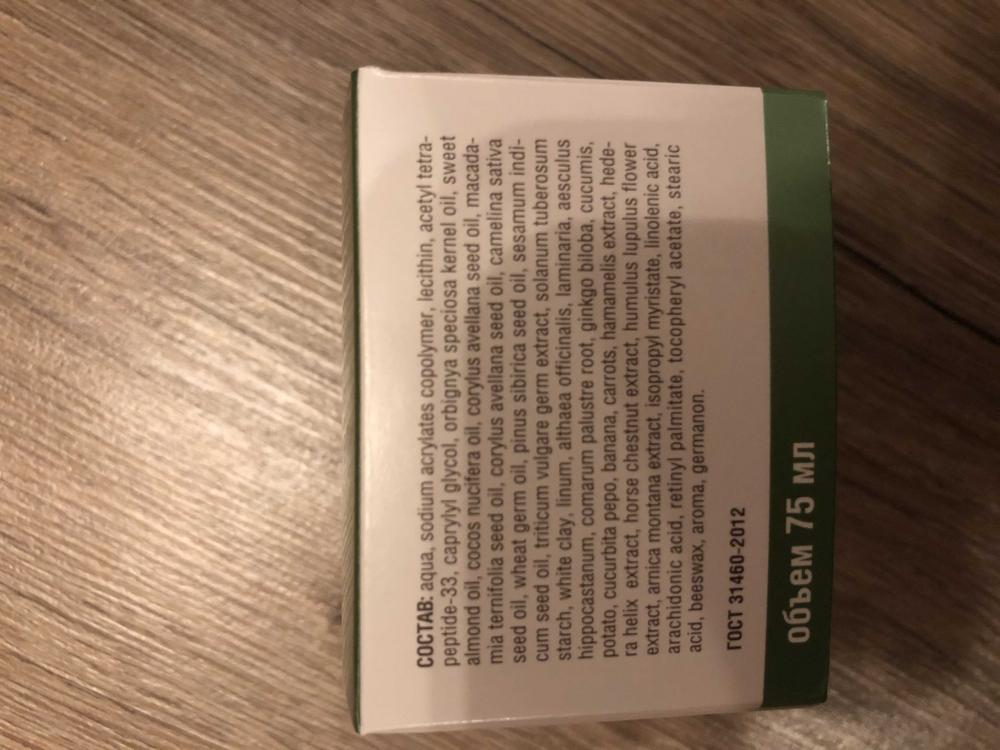 СОСТАВ: aqua, sodium acrylates copolymer, lecithin, acetyl tetra-
peptide-33, caprylyl glycol, orbignya speciosa kernel oil, sweet
almond oil, cocos nucifera oil, corylus avellana seed oil, macada-
mia ternifolia seed oil, corylus avellana seed oil, camelina sativa
seed oil, wheat germ oil, pinus sibirica seed oil, sesamum indi-
cum seed oil, triticum vulgare germ extract, solanum tuberosum
starch, white clay, linum, althaea officinalis, laminaria, aesculus
hippocastanum, comarum palustre root, ginkgo biloba, cucumis,
potato, cucurbita pepo, banana, carrots, hamamelis extract, hede-
ra helix extract, horse chestnut extract, humulus lupulus flower
extract, arnica montana extract, isopropyl myristate, linolenic acid,
arachidonic acid, retinyl palmitate, tocopheryl acetate, stearic
acid, beeswax, aroma, germanon.
ГОСТ 31460-2012
объем 75 мл